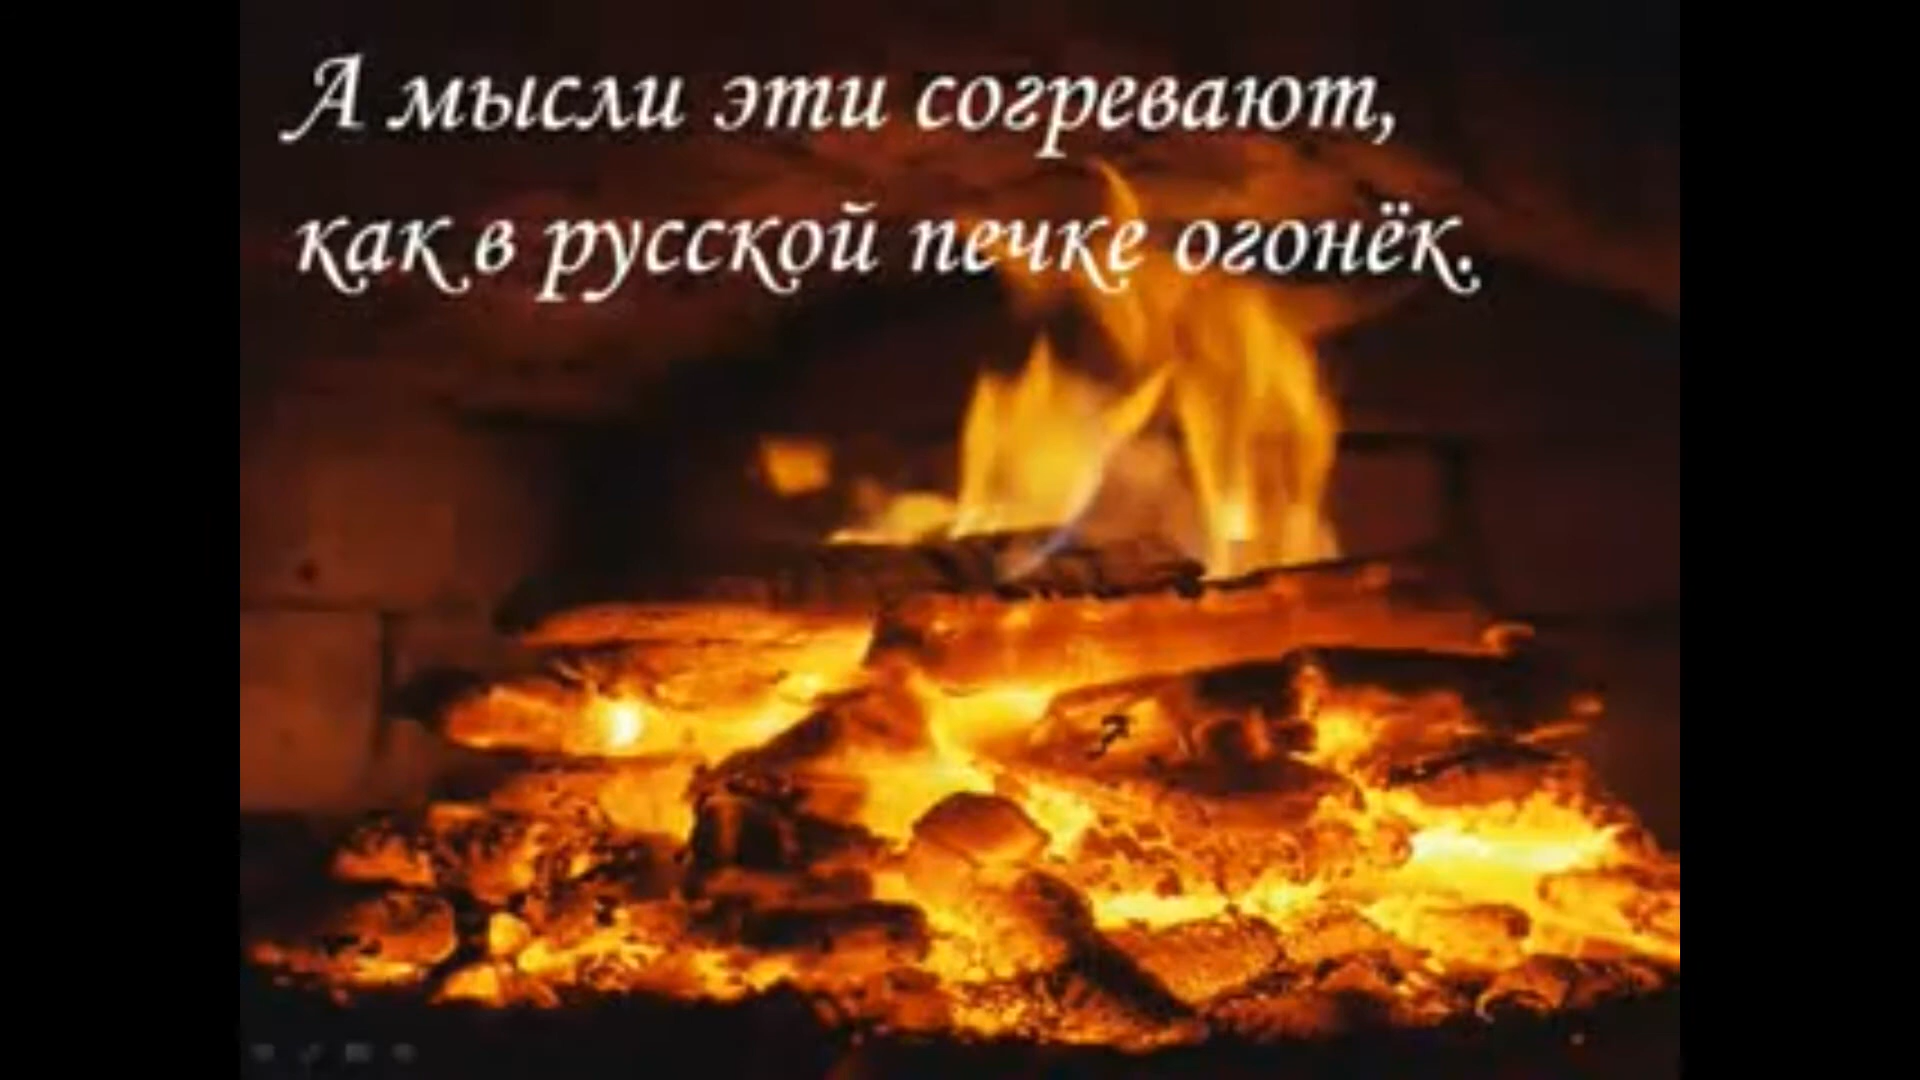 А мысли эти согревают,
как в русской печке огонёк.